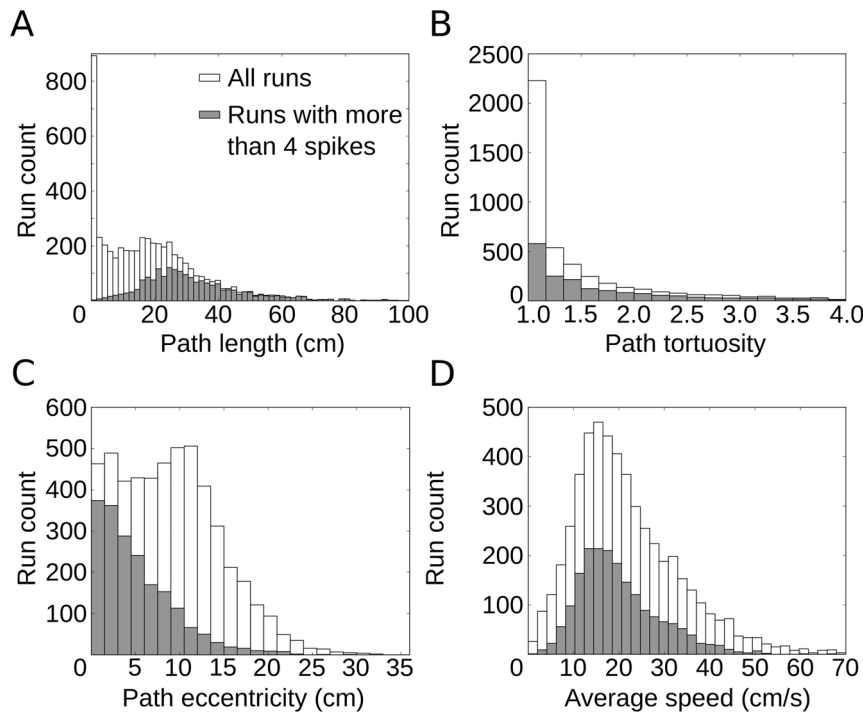 A
800
600
400
200
Run count
All runs
Runs with more
than 4 spikes
20 40 60 80 100
Path length (cm)
B
2500
2000
1500
1000
500
0
Run count
1.0 1.5 2.0 2.5 3.0 3.5 4.0
Path tortuosity
C
600
500
400
300
200
100
Run count
0 5 10 15 20 25 30 35
Path eccentricity (cm)
D
500
400
300
200
100
Run count
0 10 20 30 40 50 60 70
Average speed (cm/s)